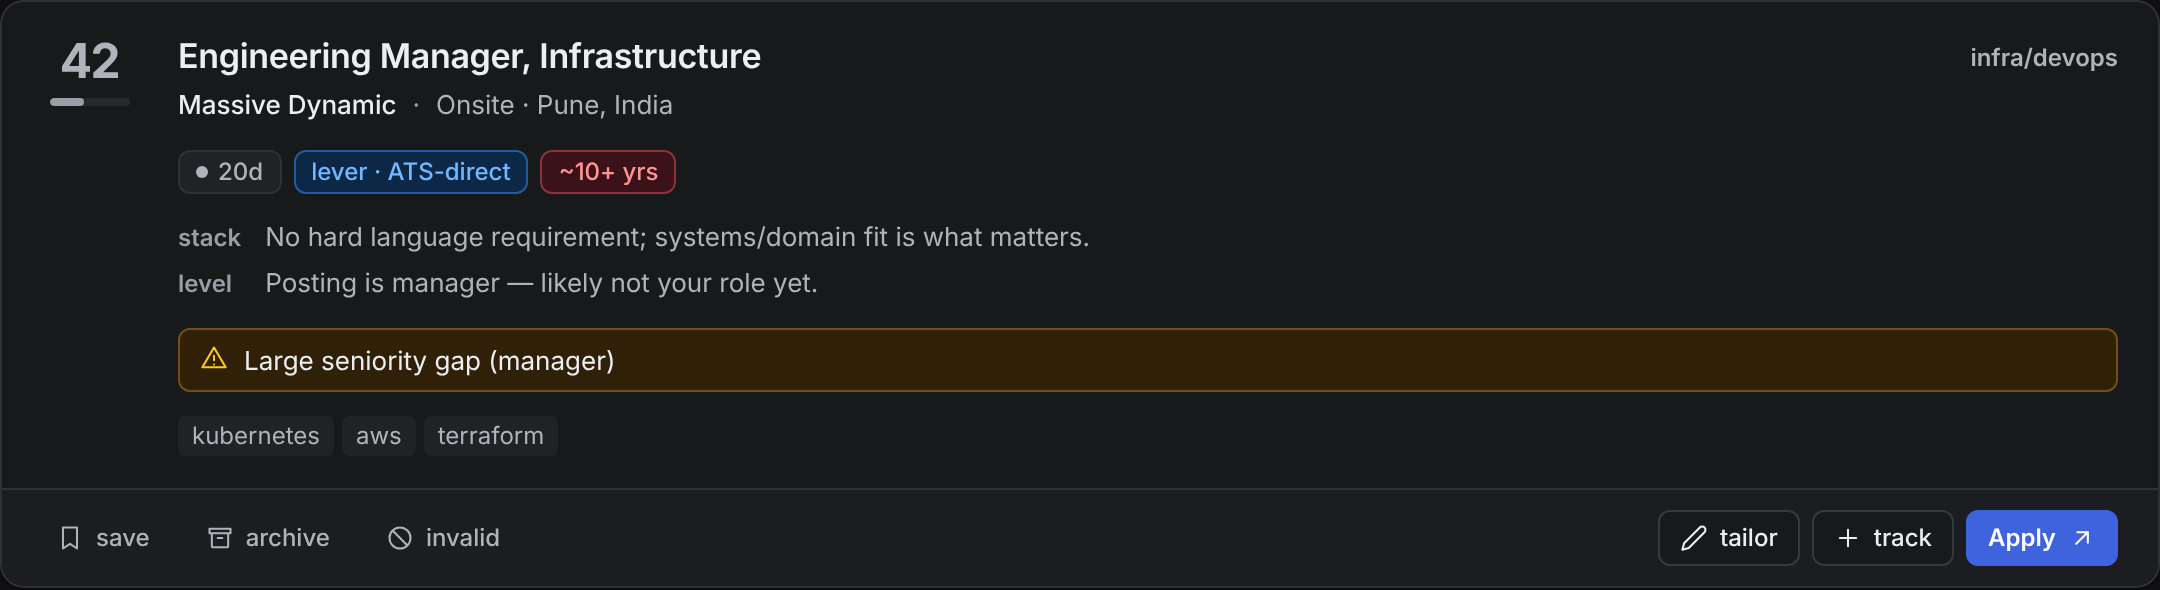 42
Engineering Manager, Infrastructure
infra/devops
Massive Dynamic · Onsite · Pune, India
20d
lever · ATS-direct
~10+ yrs
stack No hard language requirement; systems/domain fit is what matters.
level Posting is manager — likely not your role yet.
Large seniority gap (manager)
kubernetes aws terraform
save archive invalid tailor track Apply